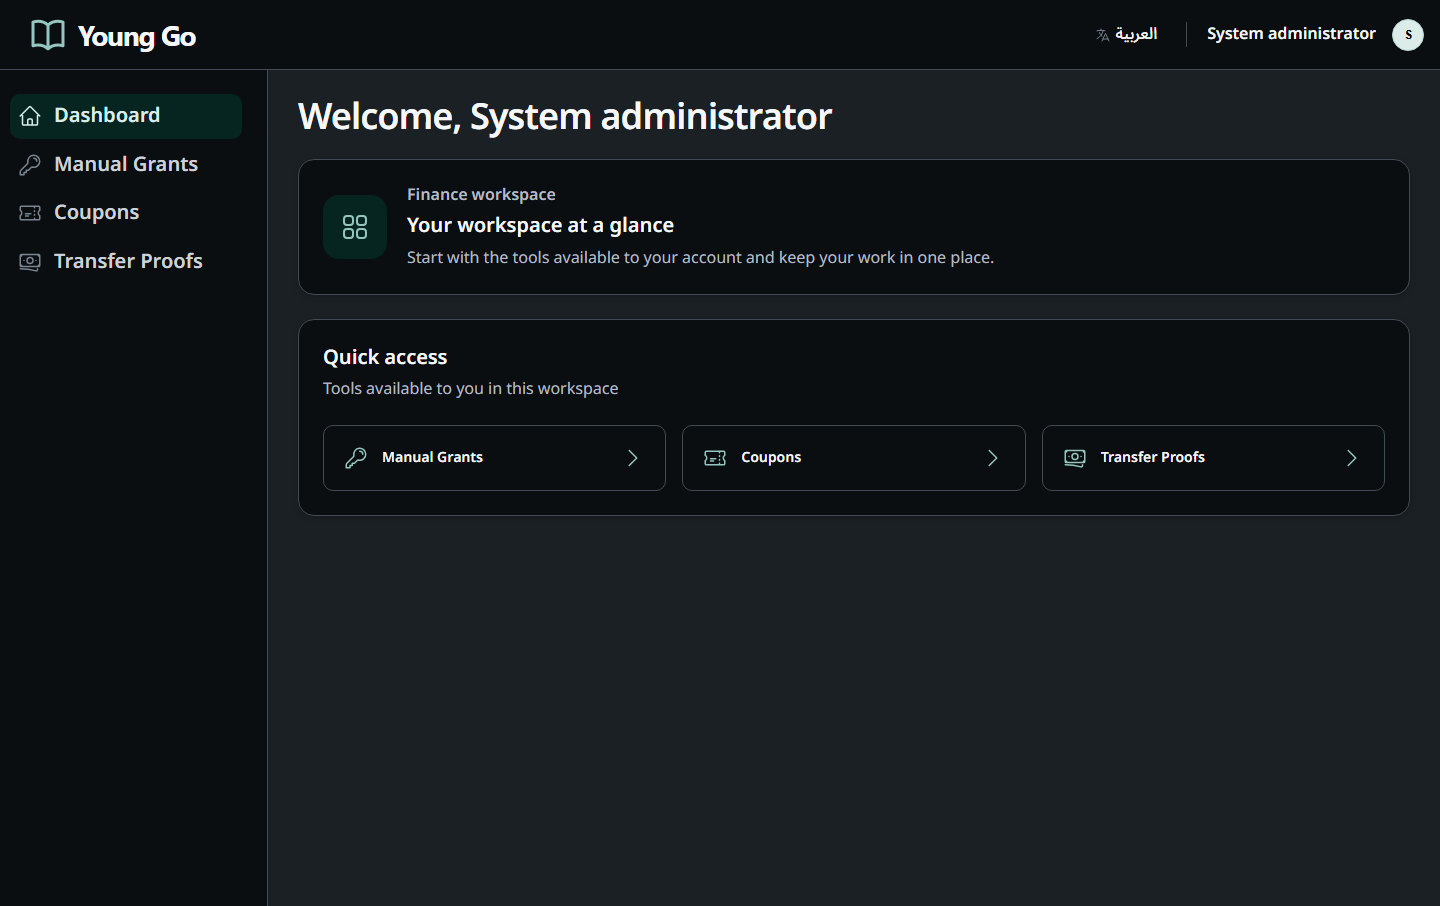 Young Go
العربية
System administrator
S
Dashboard
Manual Grants
Coupons
Transfer Proofs
Welcome, System administrator
Finance workspace
Your workspace at a glance
Start with the tools available to your account and keep your work in one place.
Quick access
Tools available to you in this workspace
Manual Grants
Coupons
Transfer Proofs